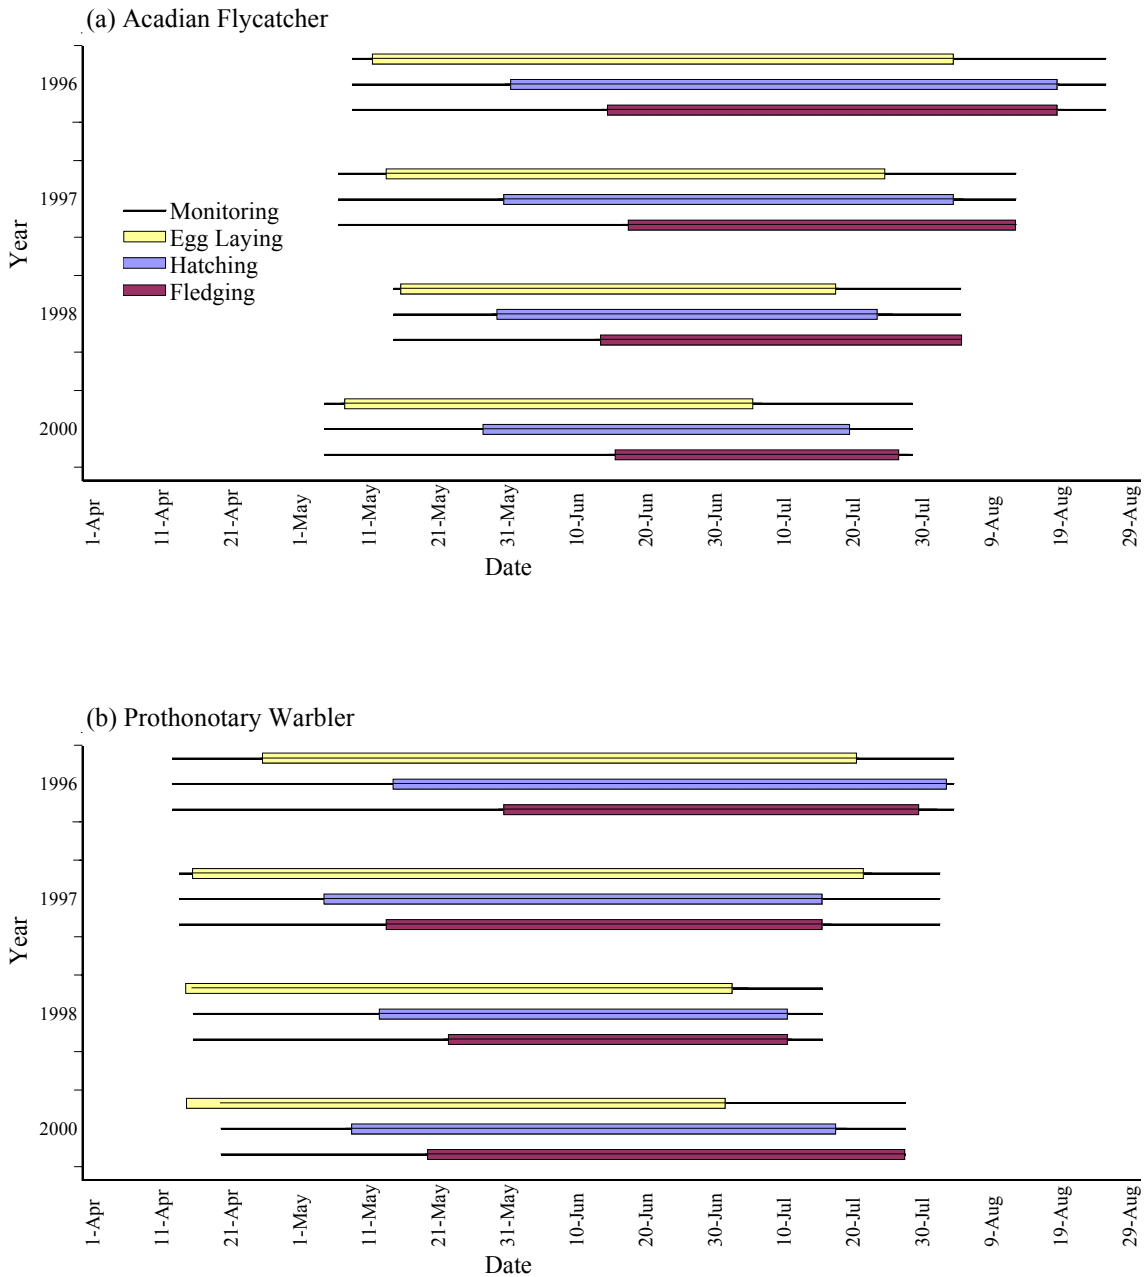 (a) Acadian Flycatcher
1996
1997
Monitoring
Egg Laying
Hatching
Fledging
1998
2000
Year
1-Apr
11-Apr
21-Apr
1-May
11-May
21-May
31-May
10-Jun
20-Jun
30-Jun
10-Jul
20-Jul
30-Jul
9-Aug
19-Aug
29-Aug
Date
(b) Prothonotary Warbler
1996
1997
1998
2000
Year
1-Apr
11-Apr
21-Apr
1-May
11-May
21-May
31-May
10-Jun
20-Jun
30-Jun
10-Jul
20-Jul
30-Jul
9-Aug
19-Aug
29-Aug
Date